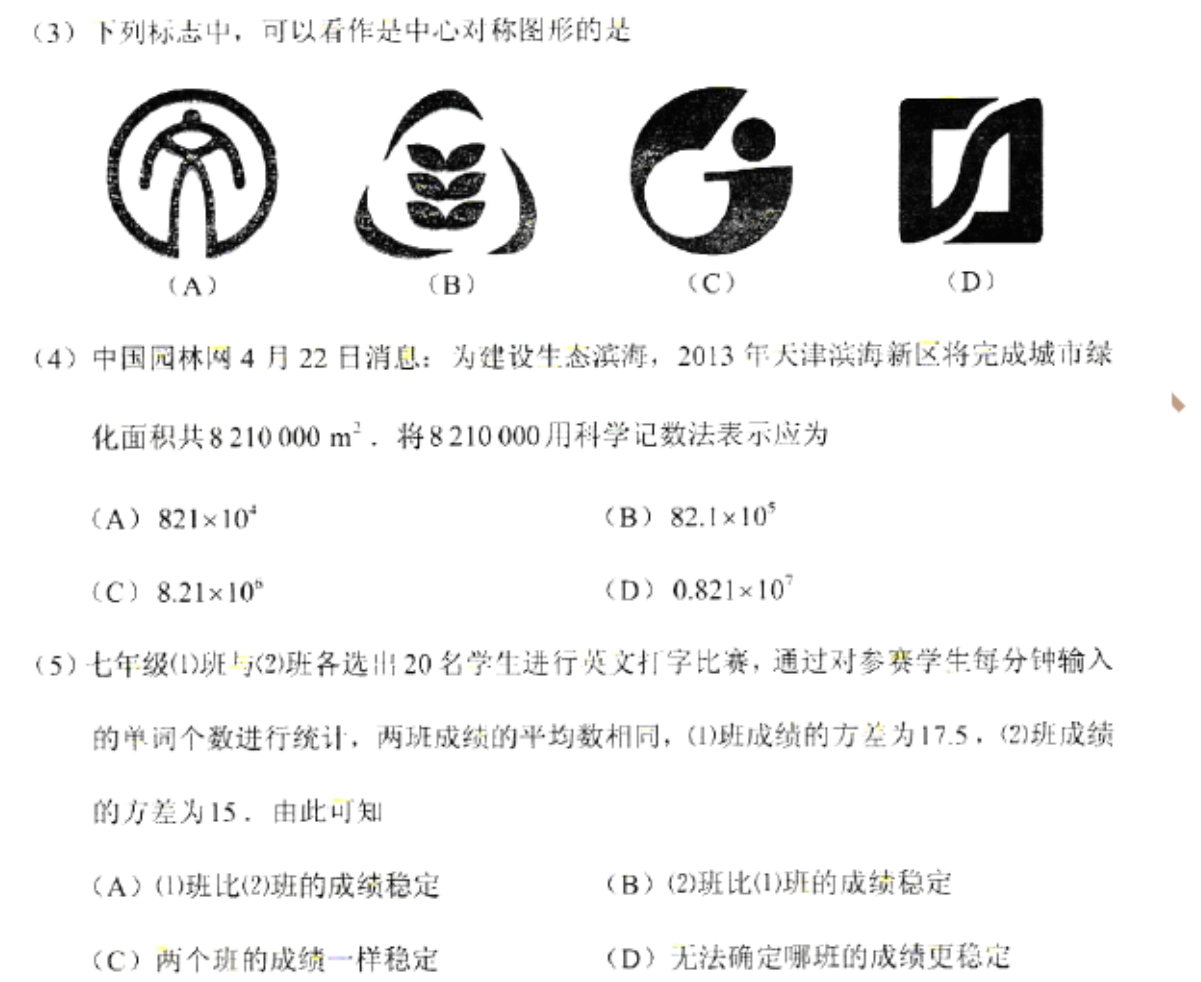 （3）下列标志中，可以看作是中心对称图形的是
（A） （B） （C） （D）
（4）中国园林网 4 月 22 日消息：为建设生态滨海，2013 年天津滨海新区将完成城市绿
化面积共8 210 000 m²．将8 210 000用科学记数法表示应为
（A）821×10⁴ （B）82.1×10⁵
（C）8.21×10⁶ （D）0.821×10⁷
（5）七年级⑴班与⑵班各选出 20 名学生进行英文打字比赛，通过对参赛学生每分钟输入
的单词个数进行统计，两班成绩的平均数相同，⑴班成绩的方差为17.5，⑵班成绩
的方差为15．由此可知
（A）⑴班比⑵班的成绩稳定 （B）⑵班比⑴班的成绩稳定
（C）两个班的成绩一样稳定 （D）无法确定哪班的成绩更稳定